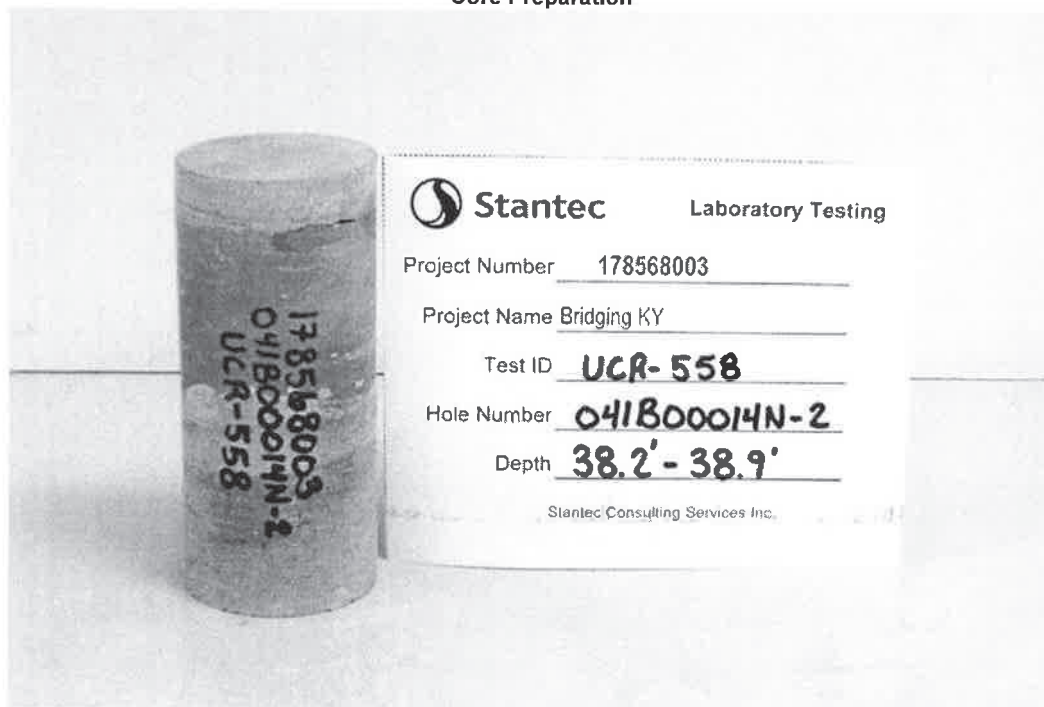 Core Preparation
Stantec Laboratory Testing
Project Number 178568003
Project Name Bridging KY
Test ID UCR-558
Hole Number 041B00014N-2
Depth 38.2'-38.9'
Stantec Consulting Services Inc.
178568003
041B00014N-2
UCR-558